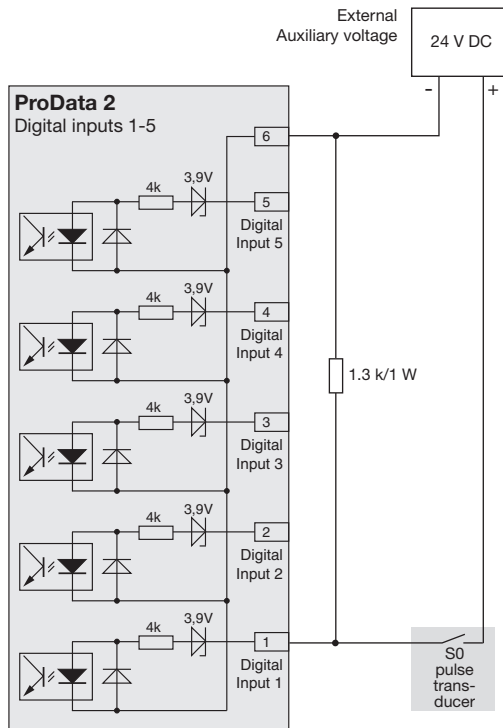 External
Auxiliary voltage
24 V DC
-
+
ProData 2
Digital inputs 1-5
6
4k
3,9V
5
Digital
Input 5
4k
3,9V
4
Digital
Input 4
4k
3,9V
3
Digital
Input 3
1.3 k/1 W
4k
3,9V
2
Digital
Input 2
4k
3,9V
1
Digital
Input 1
S0
pulse
trans-
ducer